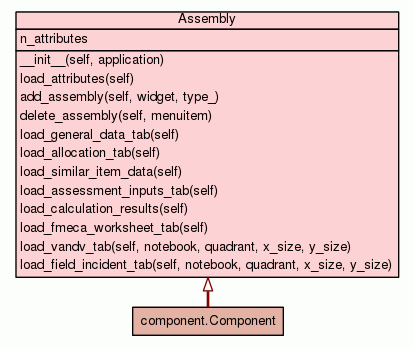 Assembly
n_attributes
__init__(self, application)
load_attributes(self)
add_assembly(self, widget, type_)
delete_assembly(self, menuitem)
load_general_data_tab(self)
load_allocation_tab(self)
load_similar_item_data(self)
load_assessment_inputs_tab(self)
load_calculation_results(self)
load_fmeca_worksheet_tab(self)
load_vandv_tab(self, notebook, quadrant, x_size, y_size)
load_field_incident_tab(self, notebook, quadrant, x_size, y_size)
component.Component